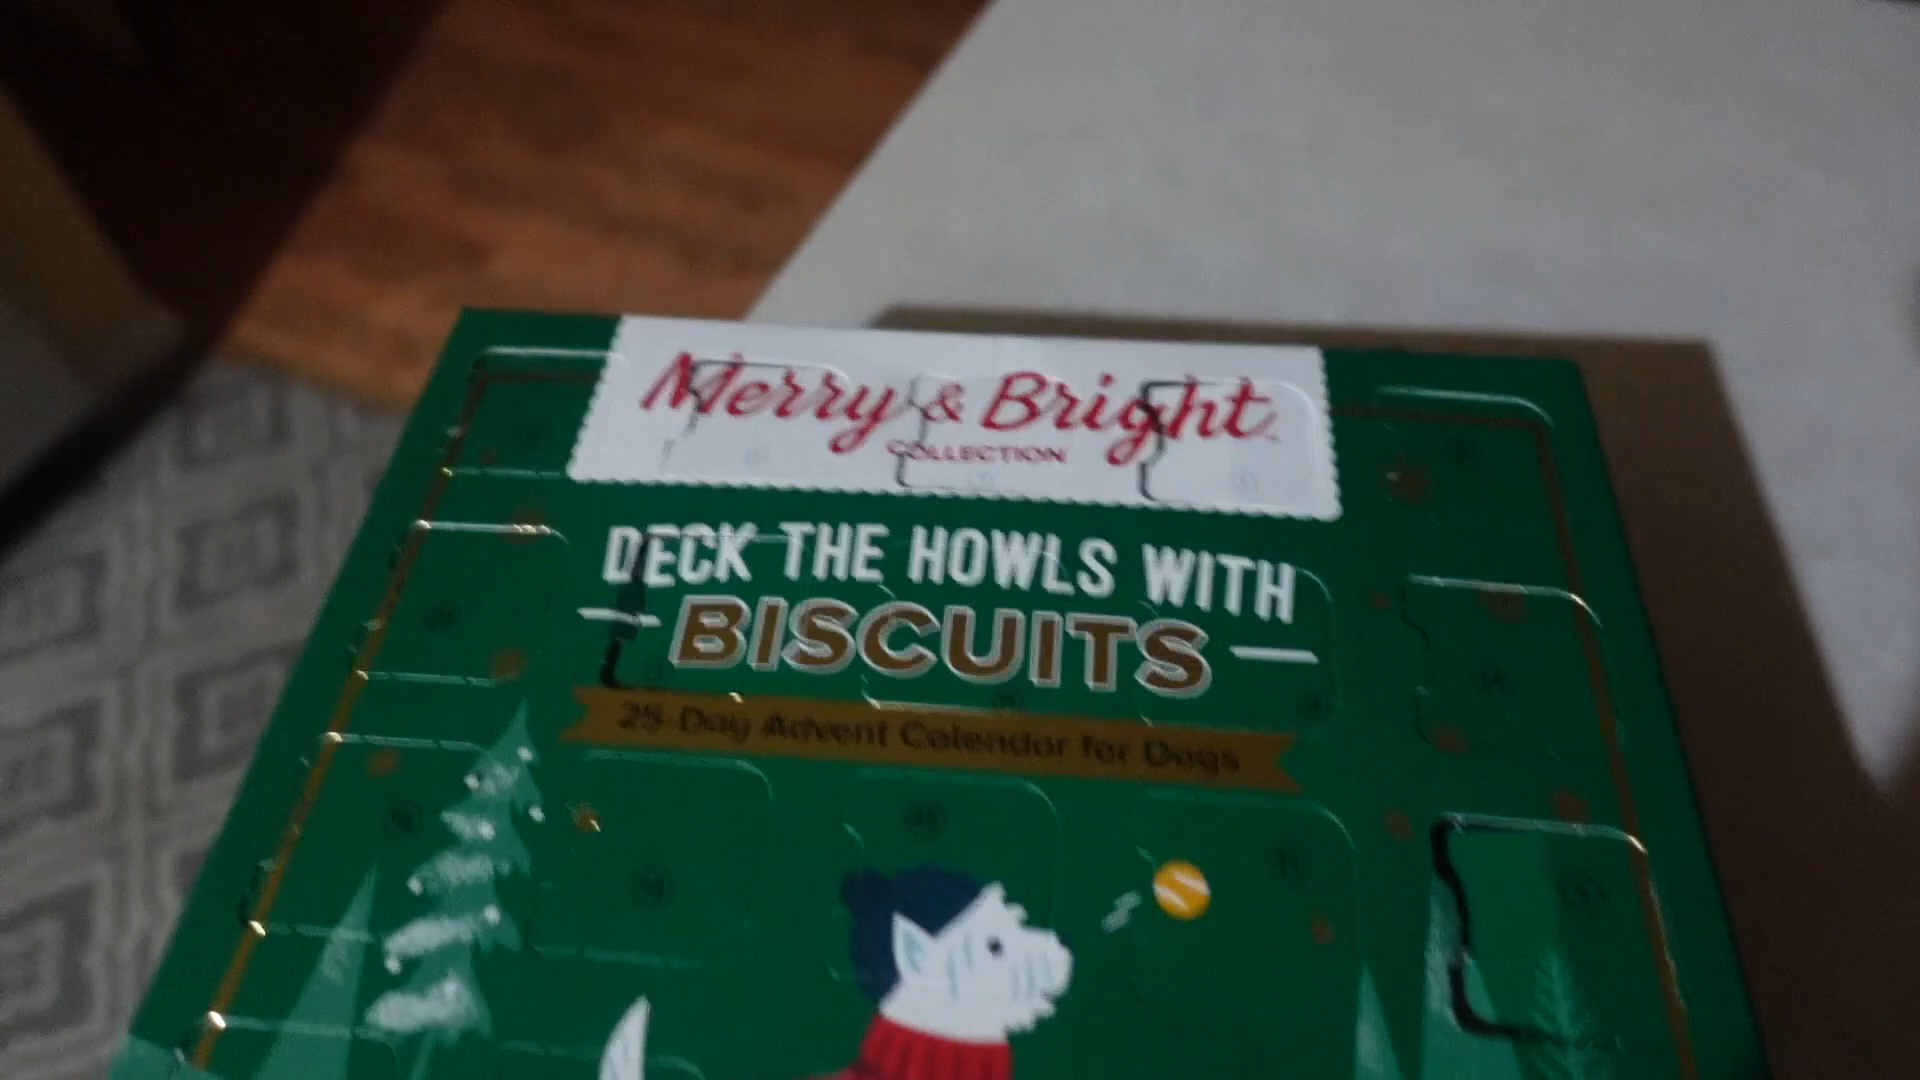 Merry & Bright
COLLECTION
DECK THE HOWLS WITH
BISCUITS
25-Day Advent Calendar for Dogs